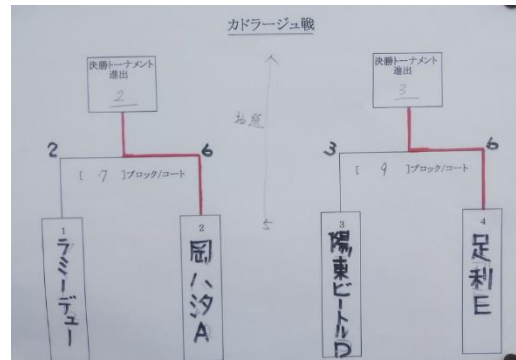 カドラージュ戦
決勝トーナメント
進出
2
決勝トーナメント
進出
3
2
6
[ 7 ]ブロック/コート
3
6
[ 9 ]ブロック/コート
5
1
ラミーデュー
2
岡八汐A
3
陽東ビートルD
4
足利E